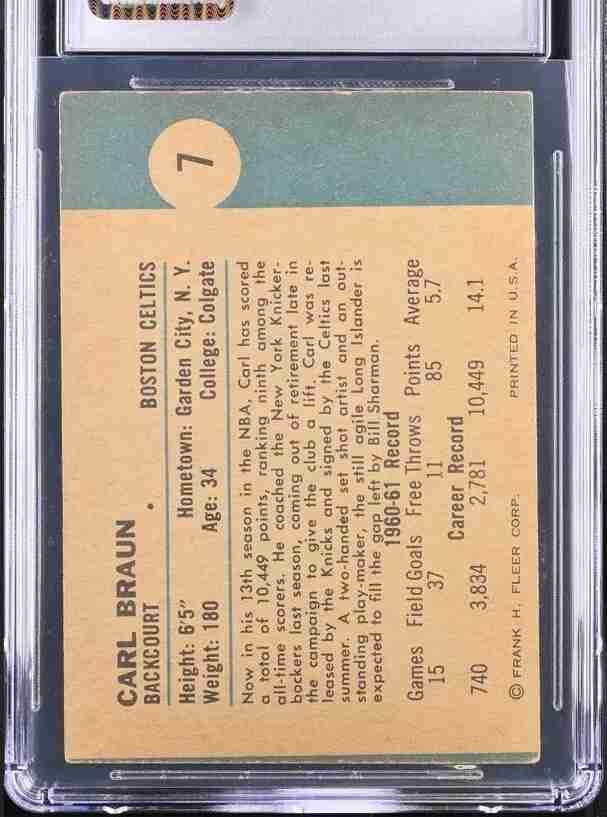 7
CARL BRAUN
BACKCOURT BOSTON CELTICS
Height: 6'5" Hometown: Garden City, N. Y.
Weight: 180 Age: 34 College: Colgate
Now in his 13th season in the NBA, Carl has scored
a total of 10,449 points, ranking ninth among the
all-time scorers. He coached the New York Knicker-
backers last season, coming out of retirement late in
the campaign to give the club a lift. Carl was re-
leased by the Knicks and signed by the Celtics last
summer. A two-handed set shot artist and an out-
standing play-maker, the still agile Long Islander is
expected to fill the gap left by Bill Sharman.
1960-61 Record
Games Field Goals Free Throws Points Average
15 37 11 85 5.7
Career Record
740 3,834 2,781 10,449 14.1
© FRANK H. FLEER CORP. PRINTED IN U.S.A.